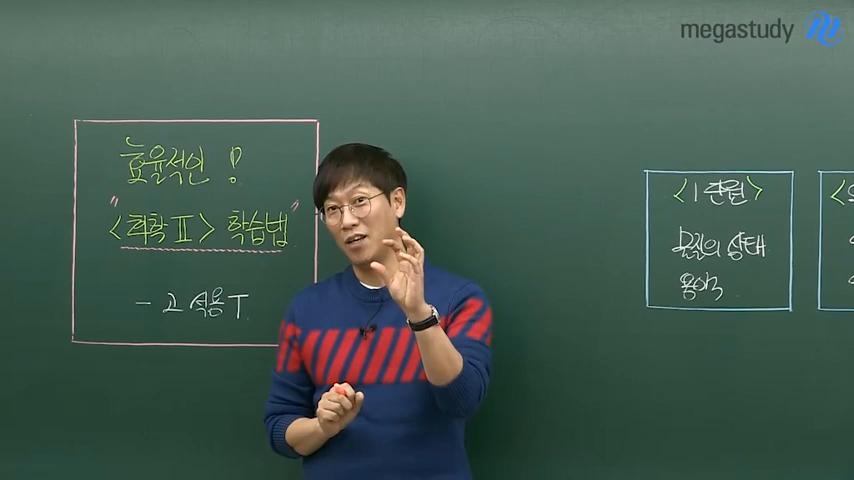 megastudy
효율적인 !
"<화학 Ⅱ> 학습법"
- 고 석용 T
<1 단원>
물질의 상태
용액
<